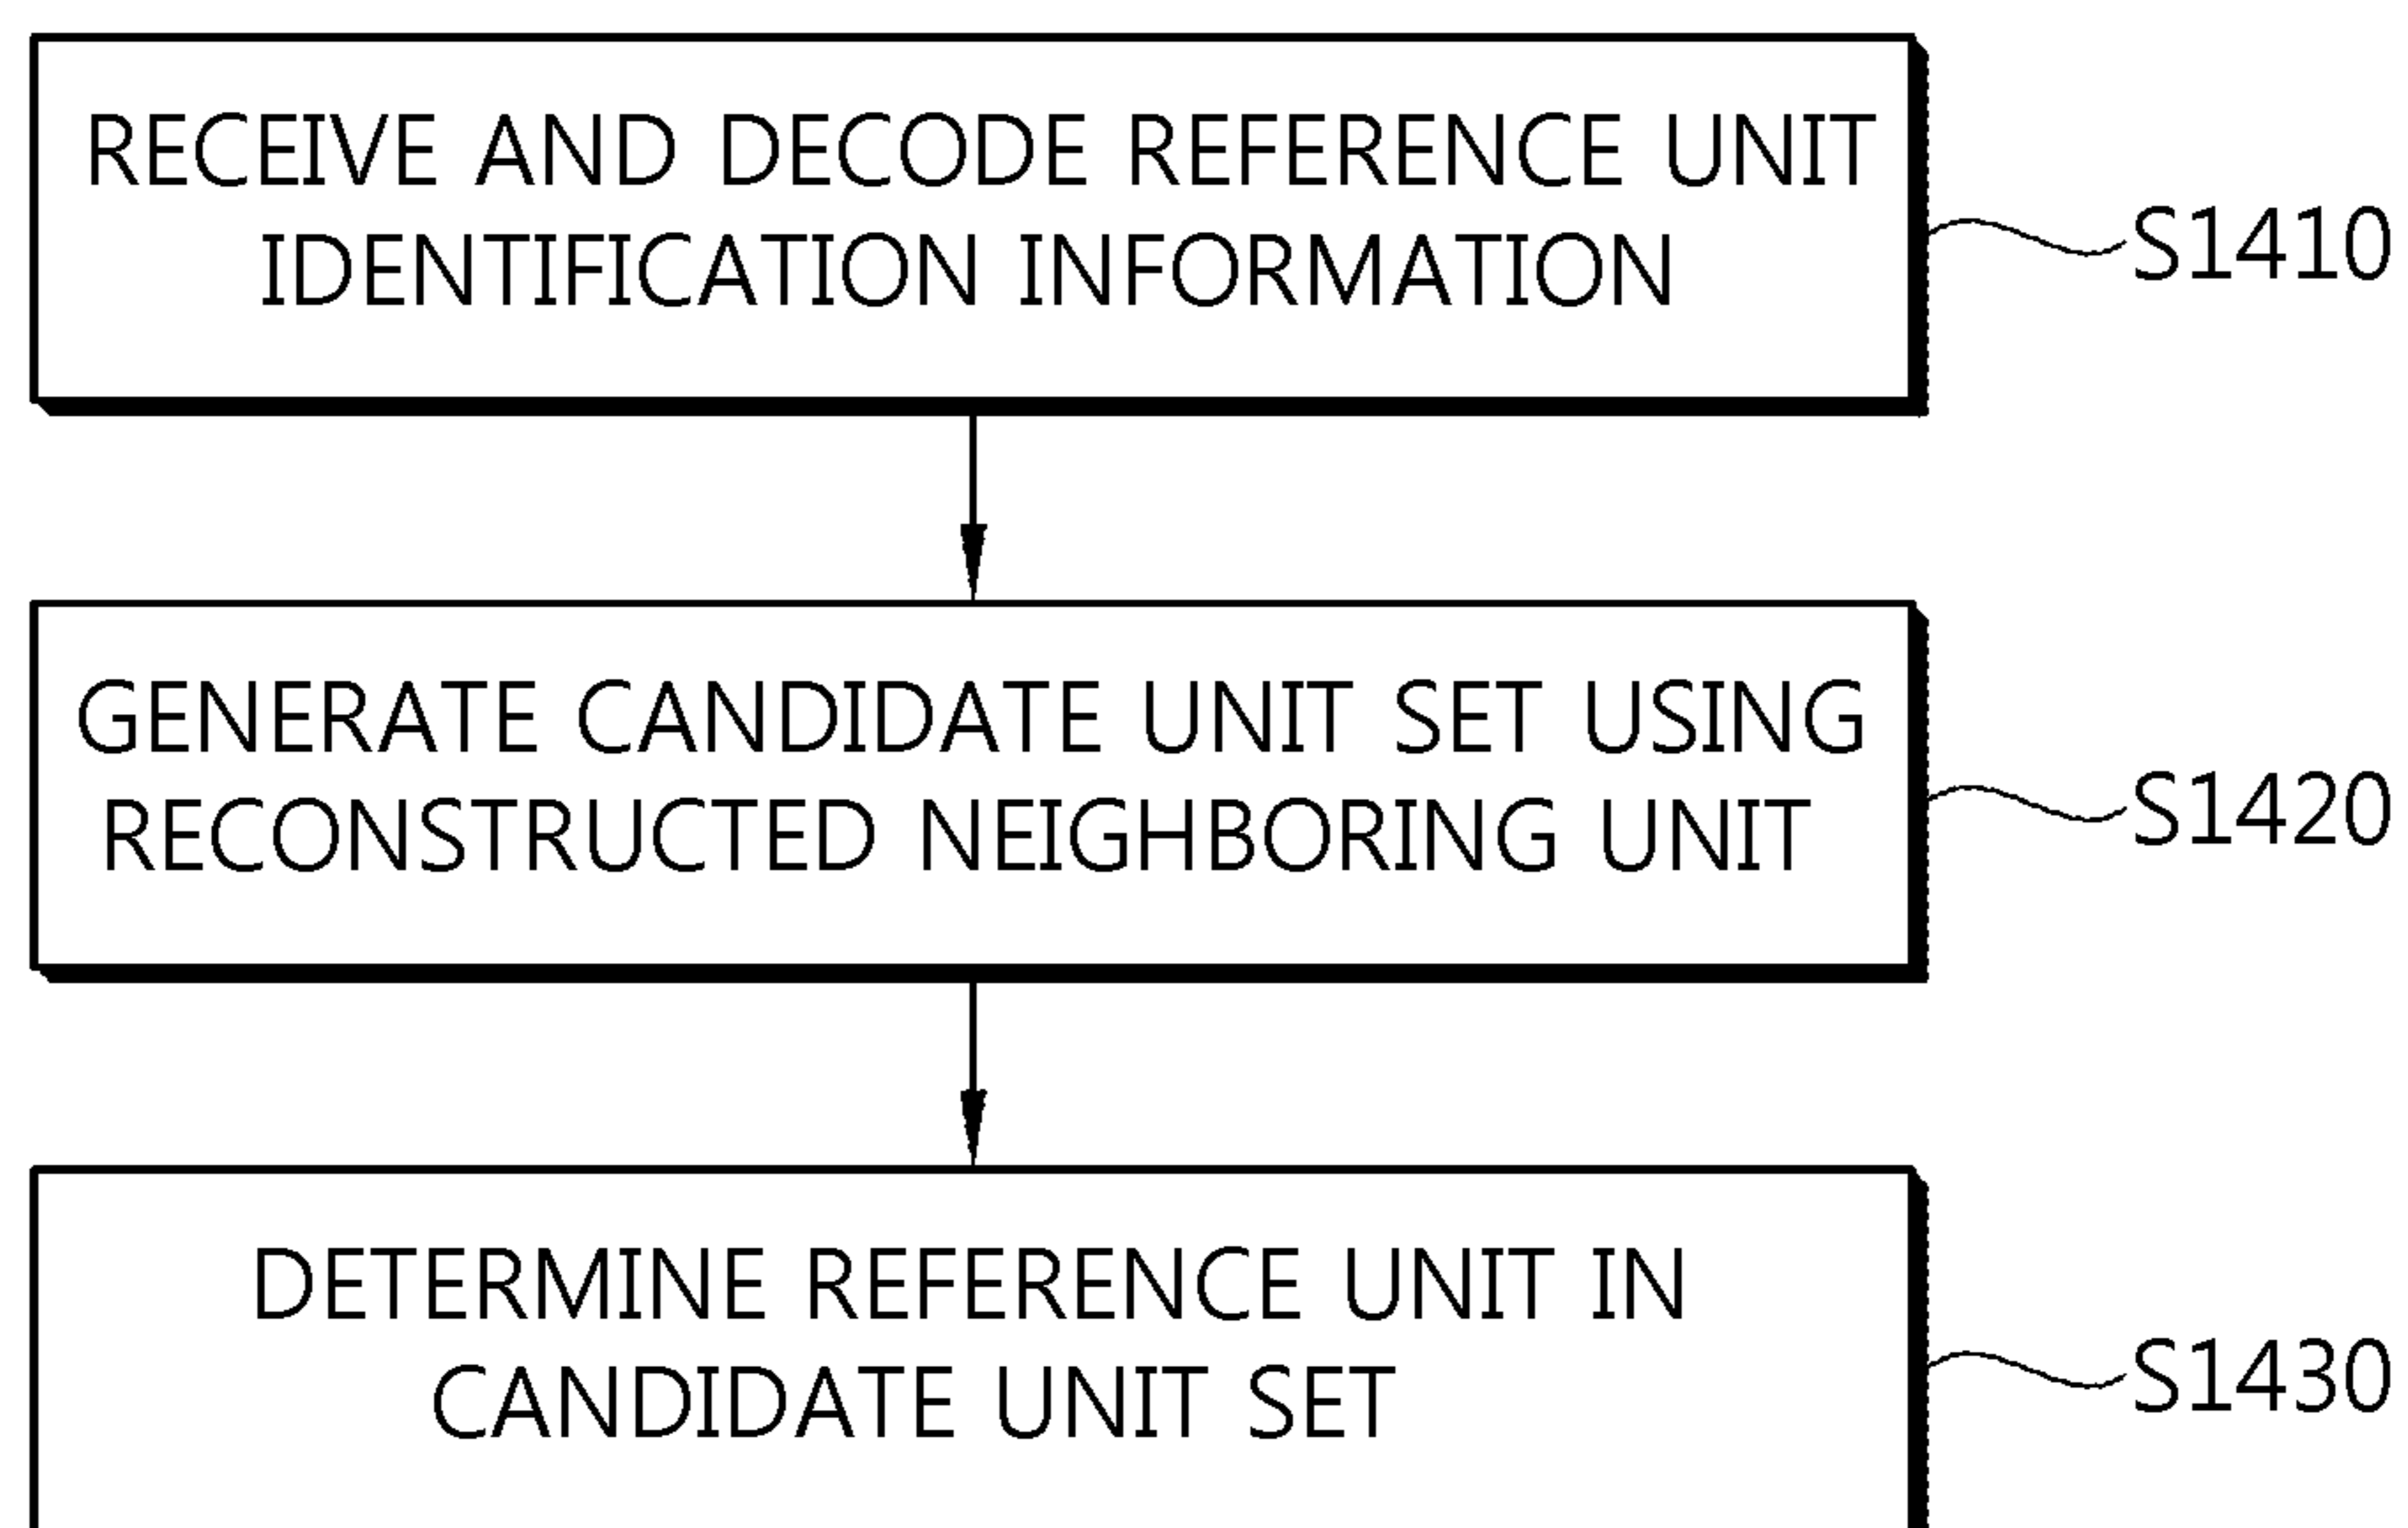 RECEIVE AND DECODE REFERENCE UNIT
IDENTIFICATION INFORMATION
S1410
GENERATE CANDIDATE UNIT SET USING
RECONSTRUCTED NEIGHBORING UNIT
S1420
DETERMINE REFERENCE UNIT IN
CANDIDATE UNIT SET
S1430